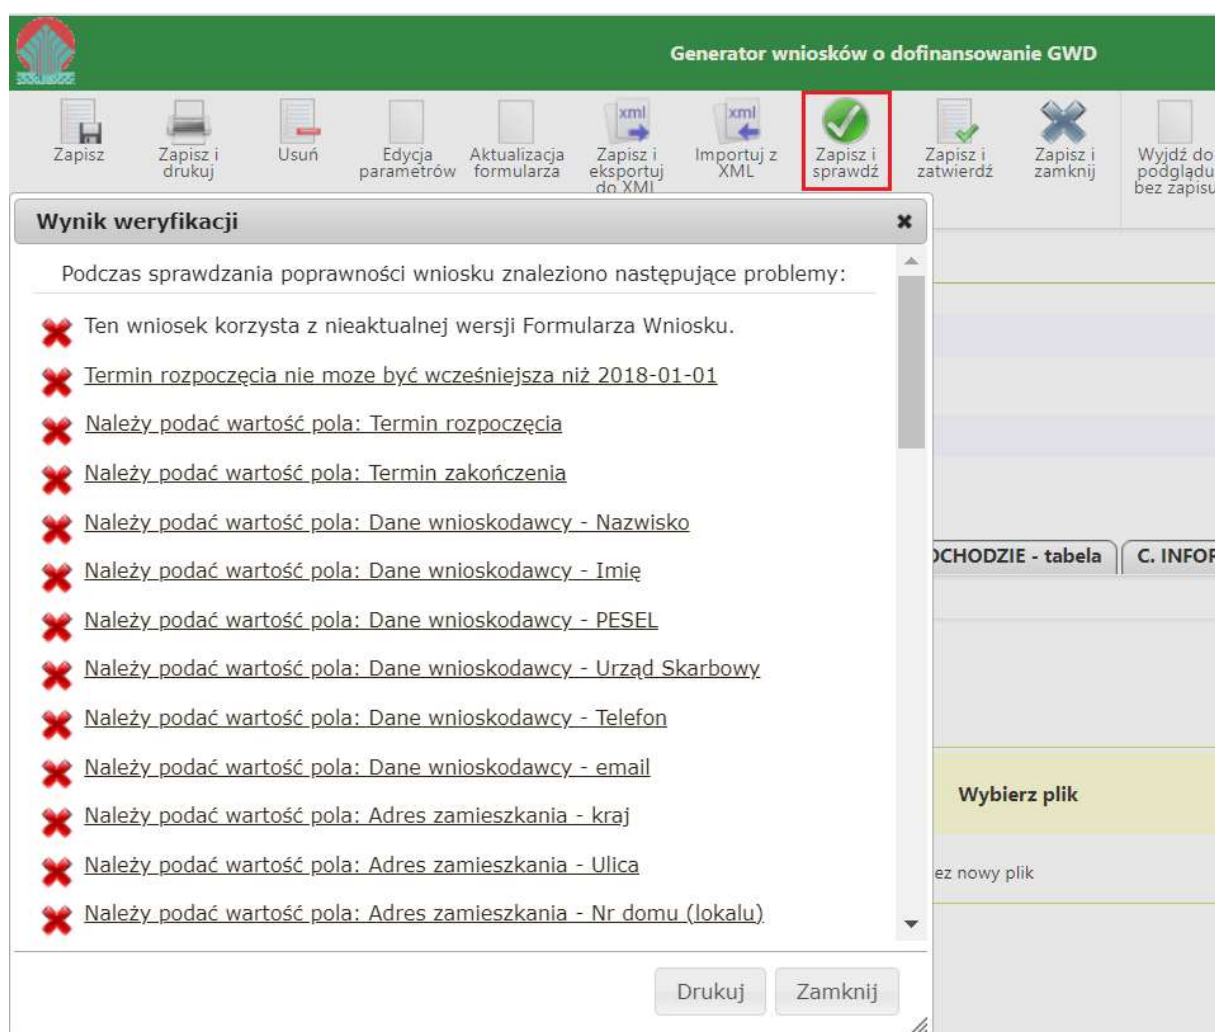 Generator wniosków o dofinansowanie GWD
Zapisz
Zapisz i
drukuj
Usuń
Edycja
parametrów
Aktualizacja
formularza
xml
Zapisz i
eksportuj
do XML
xml
Importuj z
XML
Zapisz i
sprawdź
Zapisz i
zatwierdź
Zapisz i
zamknij
Wyjdź do
podglądu
bez zapisu
Wynik weryfikacji
Podczas sprawdzania poprawności wniosku znaleziono następujące problemy:
Ten wniosek korzysta z nieaktualnej wersji Formularza Wniosku.
Termin rozpoczęcia nie moze być wcześniejsza niż 2018-01-01
Należy podać wartość pola: Termin rozpoczęcia
Należy podać wartość pola: Termin zakończenia
Należy podać wartość pola: Dane wnioskodawcy - Nazwisko
Należy podać wartość pola: Dane wnioskodawcy - Imię
Należy podać wartość pola: Dane wnioskodawcy - PESEL
Należy podać wartość pola: Dane wnioskodawcy - Urząd Skarbowy
Należy podać wartość pola: Dane wnioskodawcy - Telefon
Należy podać wartość pola: Dane wnioskodawcy - email
Należy podać wartość pola: Adres zamieszkania - kraj
Należy podać wartość pola: Adres zamieszkania - Ulica
Należy podać wartość pola: Adres zamieszkania - Nr domu (lokalu)
Drukuj
Zamknij
OCHODZIE - tabela
C. INFOR
Wybierz plik
ez nowy plik